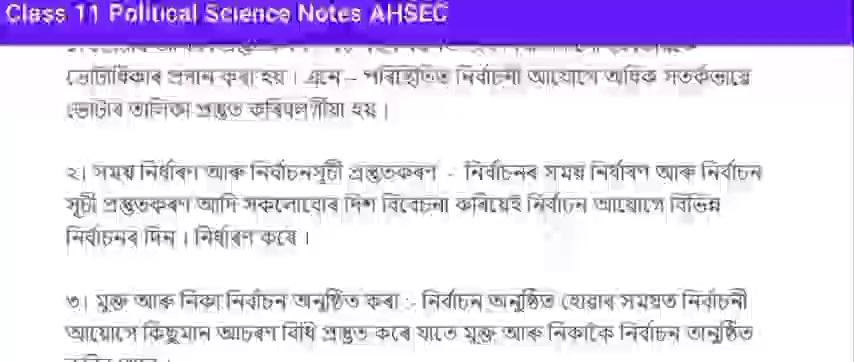 Class 11 Political Science Notes AHSEC
ভোটাধিকাৰ প্ৰদান কৰা হয়। এনে – পৰিস্থিতিত নিৰ্বাচনী আয়োগে অধিক সতৰ্কভাৱে
ভোটাৰ তালিকা প্ৰস্তুত কৰিবলগীয়া হয়।
২। সময় নিৰ্ধাৰণ আৰু নিৰ্বাচনসূচী প্ৰস্তুতকৰণ - নিৰ্বাচনৰ সময় নিৰ্ধাৰণ আৰু নিৰ্বাচন
সূচী প্ৰস্তুতকৰণ আদি সকলোবোৰ দিশ বিবেচনা কৰিয়েই নিৰ্বাচন আয়োগে বিভিন্ন
নিৰ্বাচনৰ দিন । নিৰ্ধাৰণ কৰে ।
৩। মুক্ত আৰু নিকা নিৰ্বাচন অনুষ্ঠিত কৰা :- নিৰ্বাচন অনুষ্ঠিত হোৱাৰ সময়ত নিৰ্বাচনী
আয়োগে কিছুমান আচৰণ বিধি প্ৰস্তুত কৰে যাতে মুক্ত আৰু নিকাকৈ নিৰ্বাচন অনুষ্ঠিত